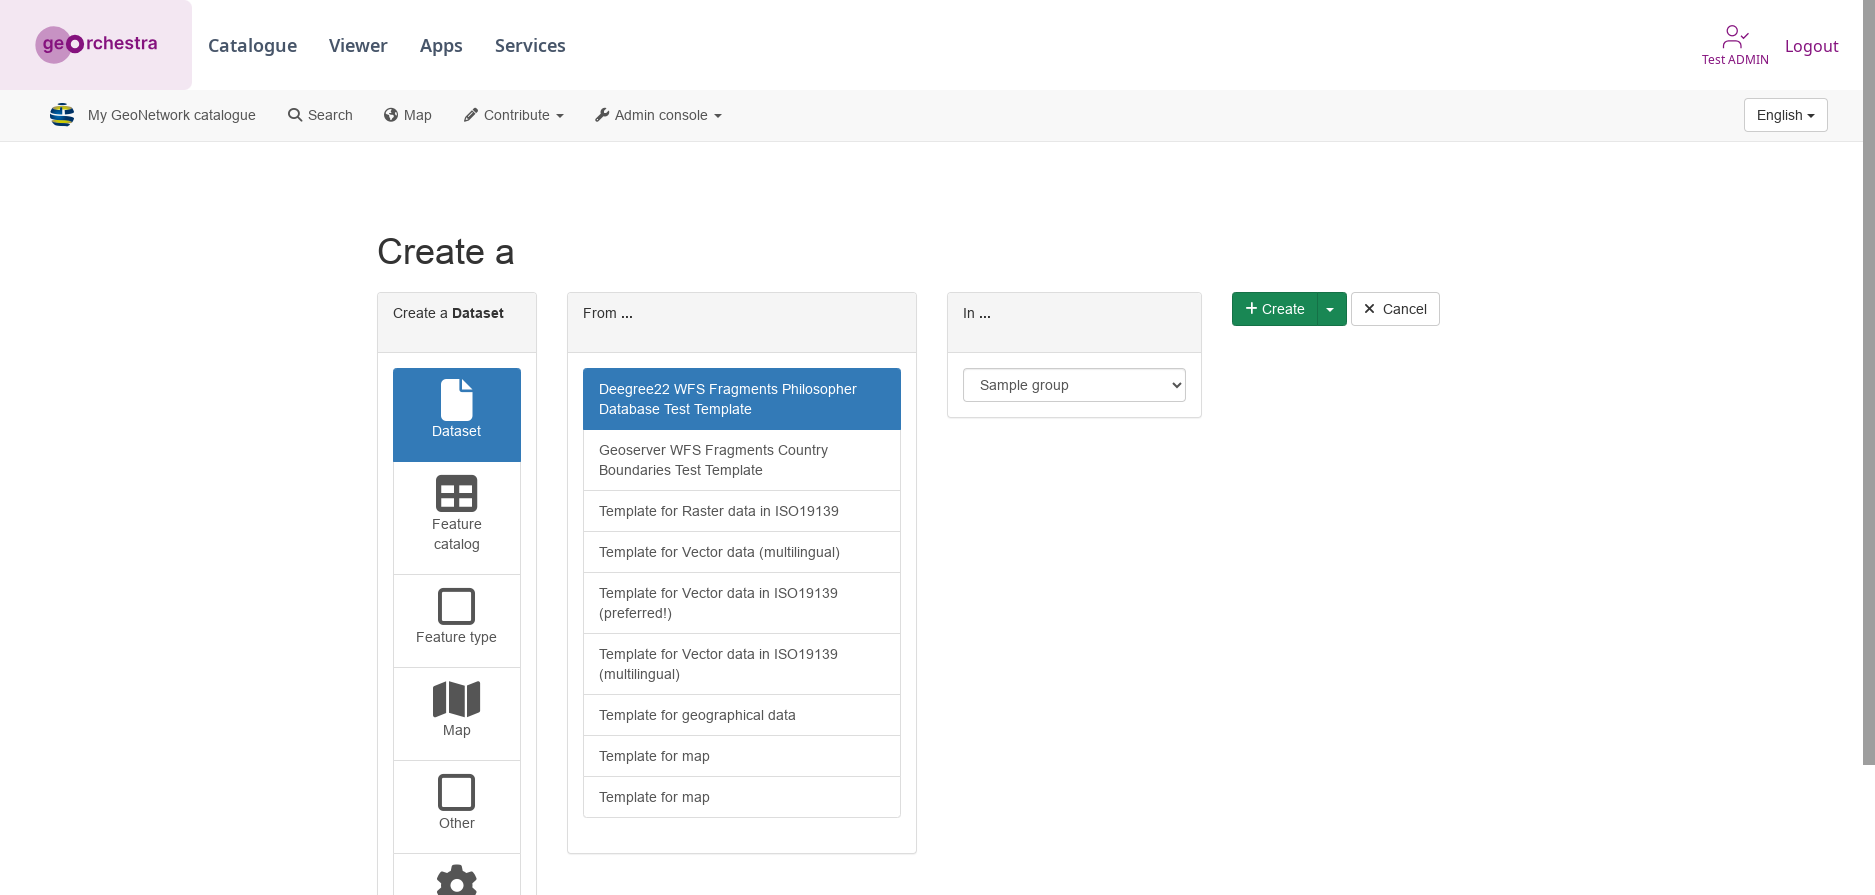 geOrchestra
Catalogue
Viewer
Apps
Services
Test ADMIN
Logout
My GeoNetwork catalogue
Search
Map
Contribute
Admin console
English
Create a
Create a Dataset
Dataset
Feature
catalog
Feature type
Map
Other
From ...
Deegree22 WFS Fragments Philosopher
Database Test Template
Geoserver WFS Fragments Country
Boundaries Test Template
Template for Raster data in ISO19139
Template for Vector data (multilingual)
Template for Vector data in ISO19139
(preferred!)
Template for Vector data in ISO19139
(multilingual)
Template for geographical data
Template for map
Template for map
In ...
Sample group
Create
Cancel